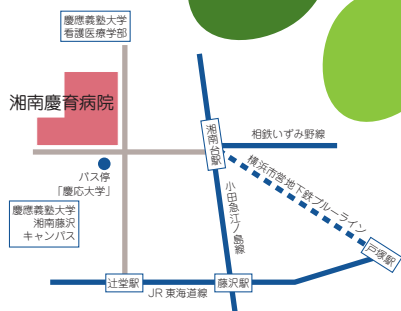 慶應義塾大学
看護医療学部
湘南慶育病院
バス停
「慶応大学」
慶應義塾大学
湘南藤沢
キャンパス
湘南台駅
相鉄いずみ野線
横浜市営地下鉄ブルーライン
小田急江ノ島線
戸塚駅
辻堂駅
JR東海道線
藤沢駅